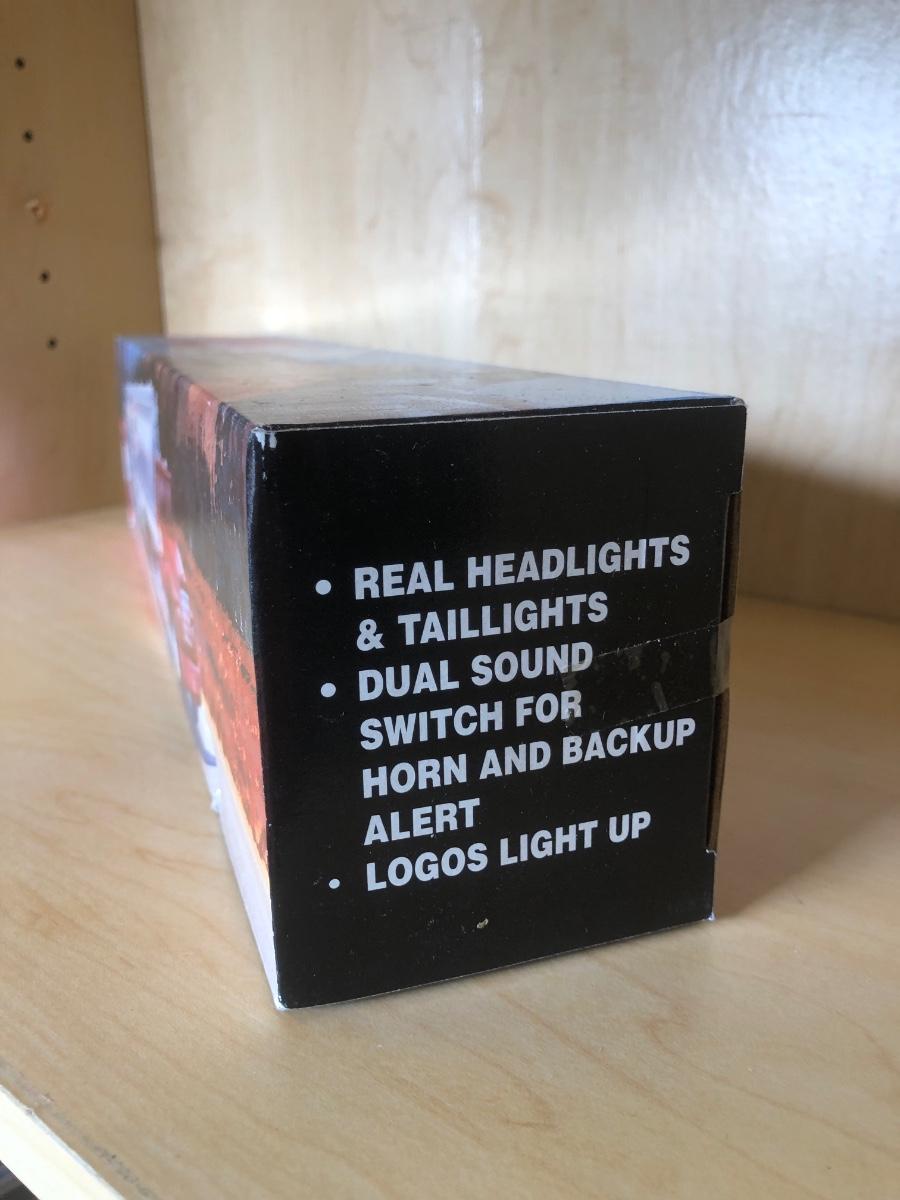 • REAL HEADLIGHTS
& TAILLIGHTS
• DUAL SOUND
SWITCH FOR
HORN AND BACKUP
ALERT
• LOGOS LIGHT UP